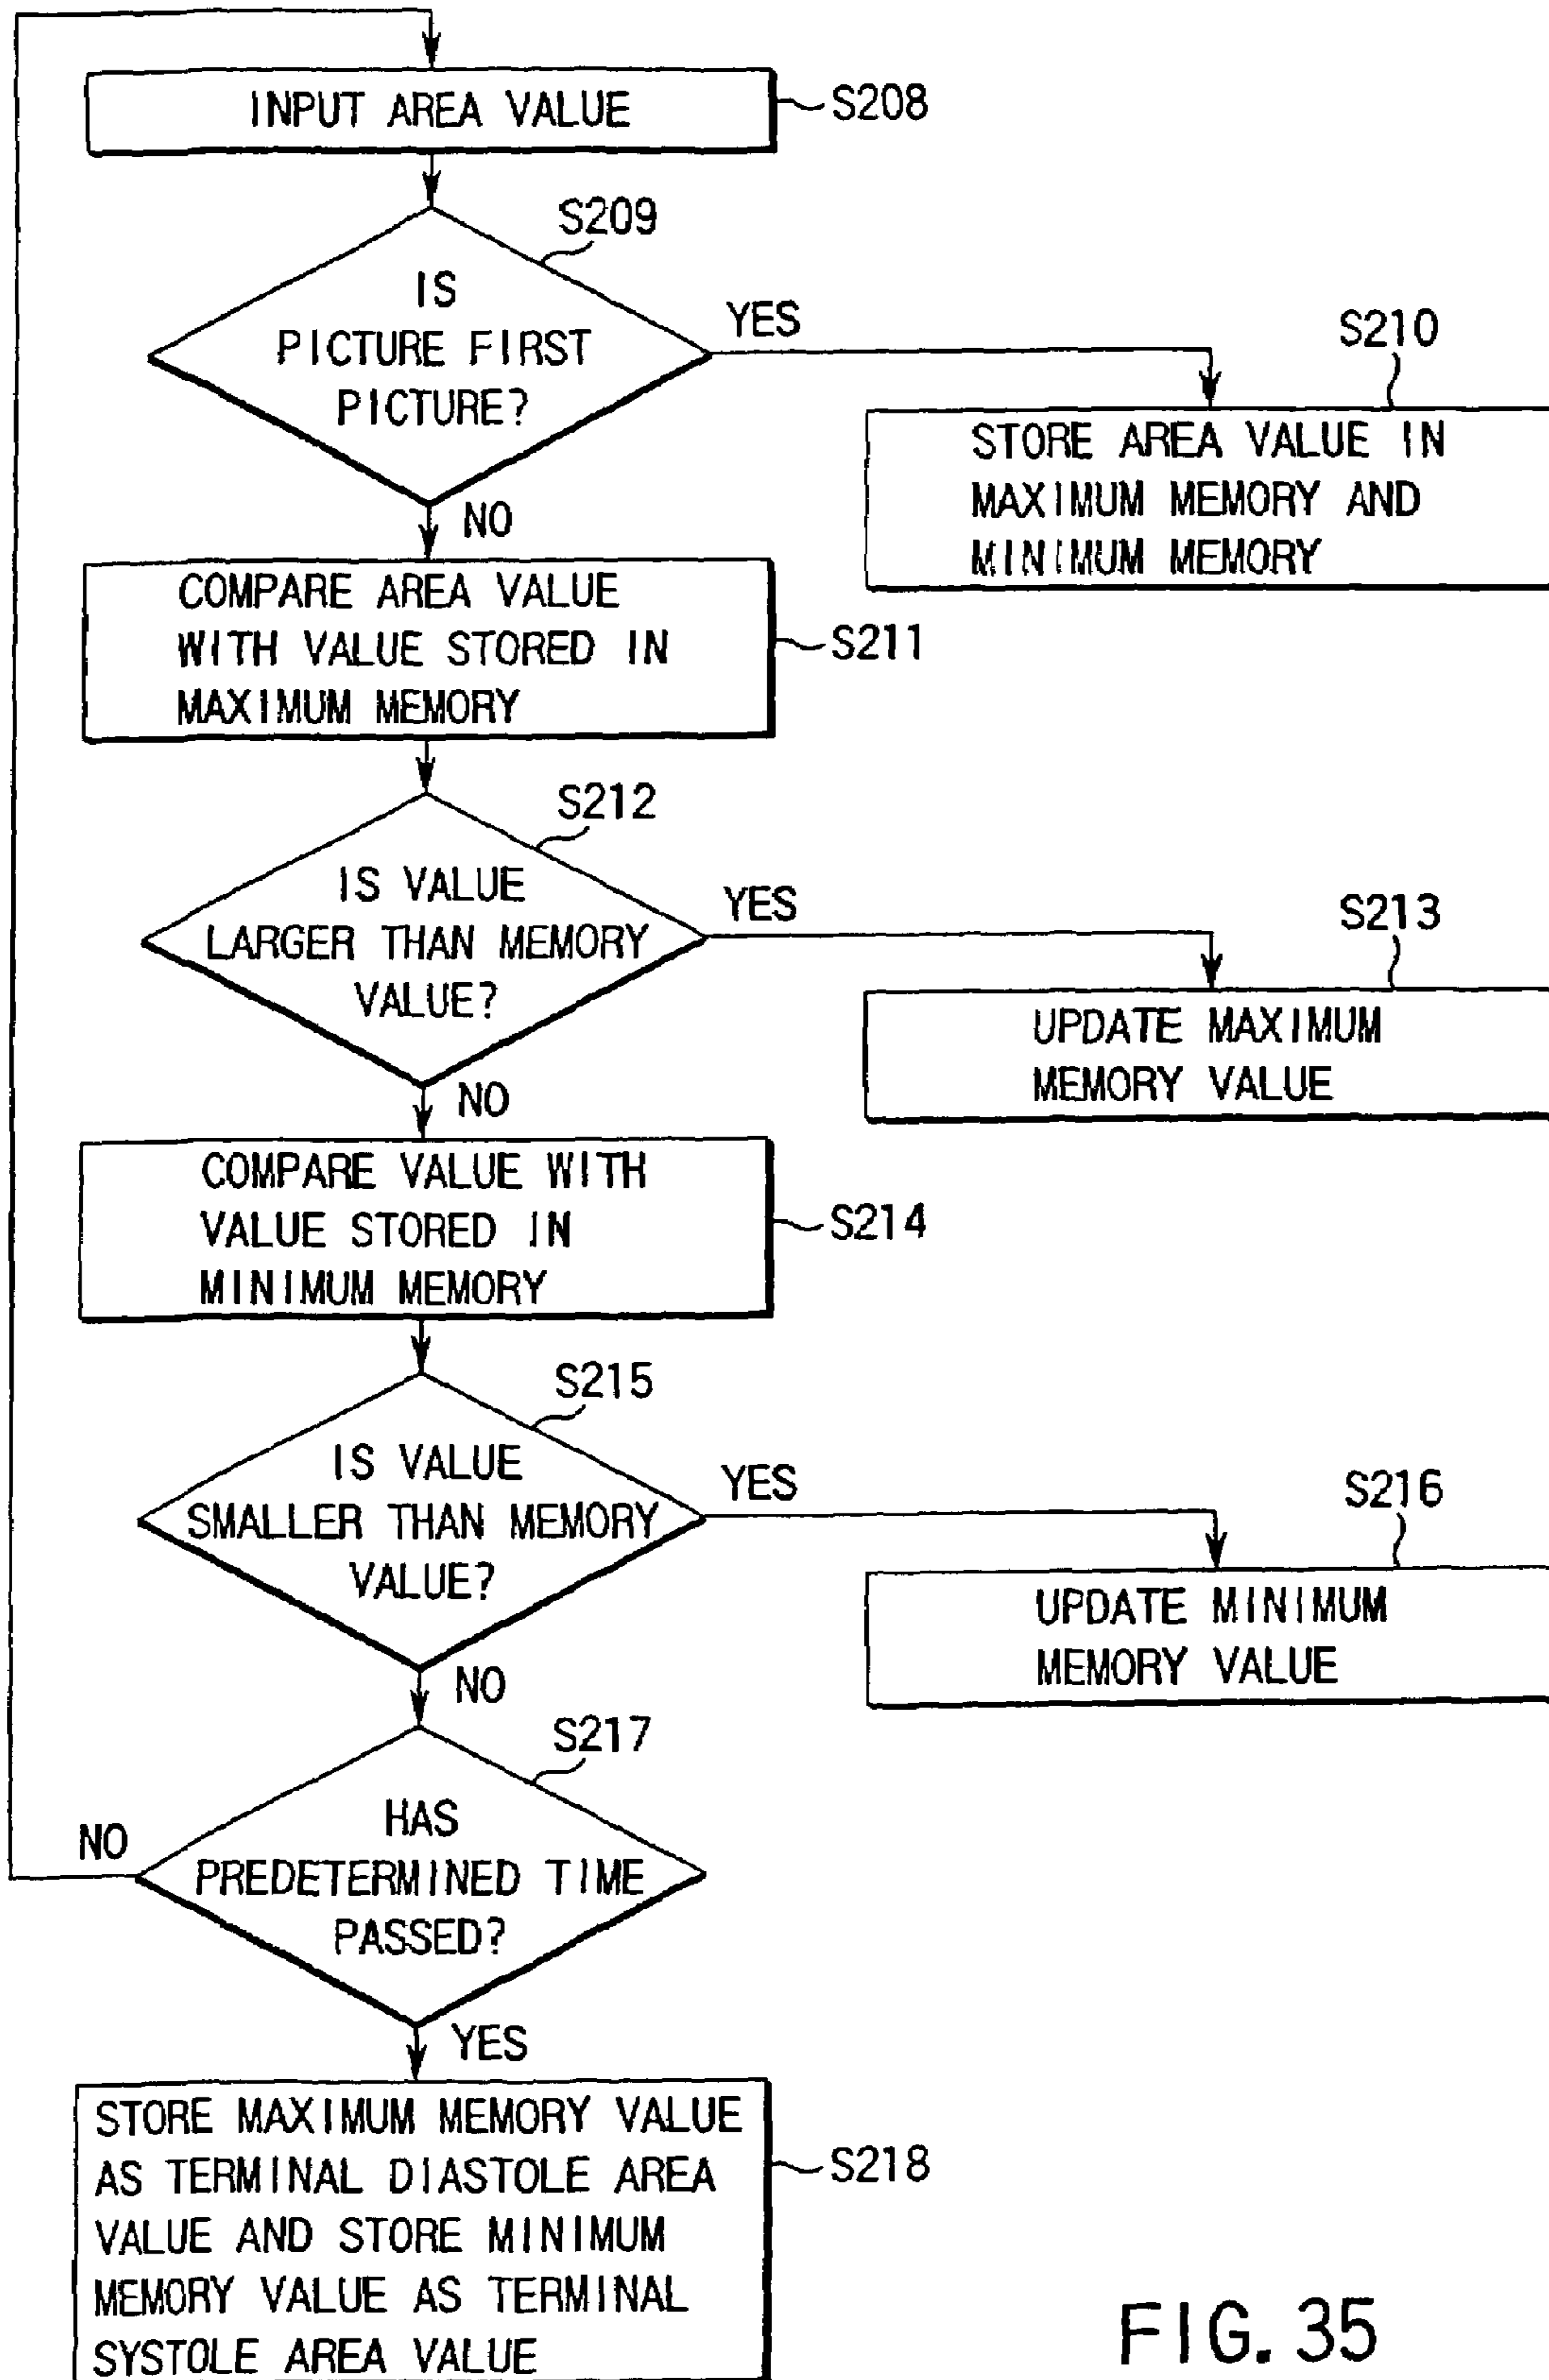 INPUT AREA VALUE
S208
S209
IS
PICTURE FIRST
PICTURE?
YES
NO
S210
STORE AREA VALUE IN
MAXIMUM MEMORY AND
MINIMUM MEMORY
COMPARE AREA VALUE
WITH VALUE STORED IN
MAXIMUM MEMORY
S211
S212
IS VALUE
LARGER THAN MEMORY
VALUE?
YES
NO
S213
UPDATE MAXIMUM
MEMORY VALUE
COMPARE VALUE WITH
VALUE STORED IN
MINIMUM MEMORY
S214
S215
IS VALUE
SMALLER THAN MEMORY
VALUE?
YES
NO
S216
UPDATE MINIMUM
MEMORY VALUE
S217
HAS
PREDETERMINED TIME
PASSED?
NO
YES
STORE MAXIMUM MEMORY VALUE
AS TERMINAL DIASTOLE AREA
VALUE AND STORE MINIMUM
MEMORY VALUE AS TERMINAL
SYSTOLE AREA VALUE
S218
FIG. 35